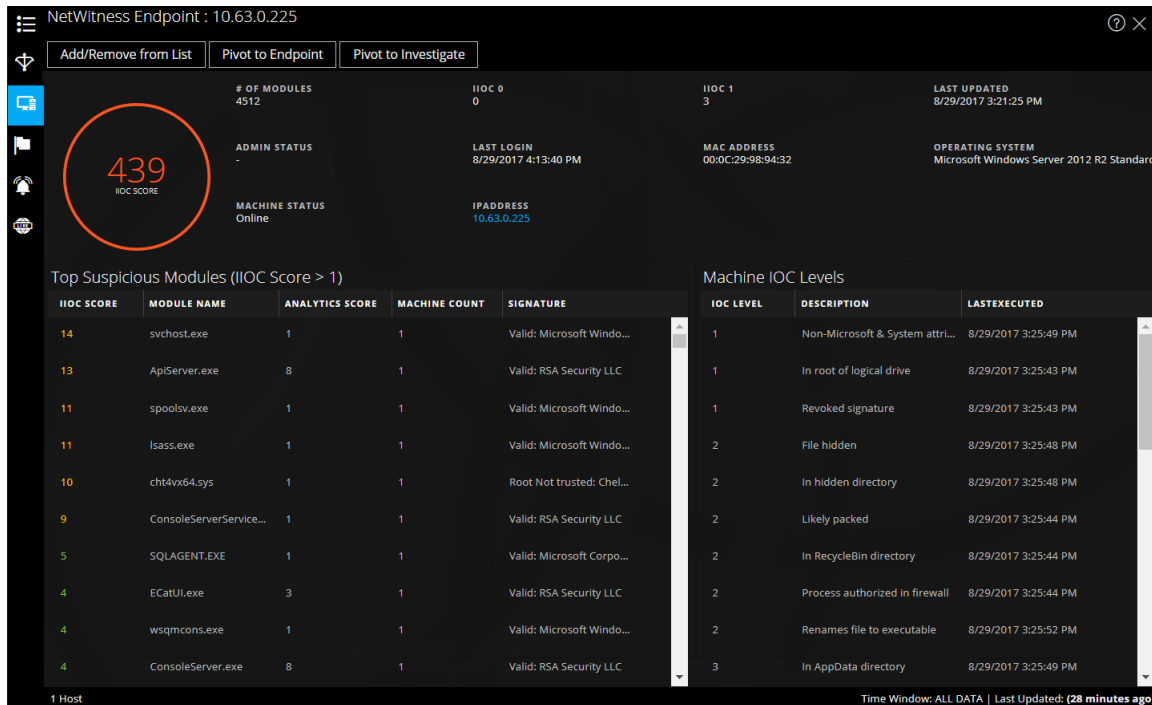 NetWitness Endpoint : 10.63.0.225
Add/Remove from List Pivot to Endpoint Pivot to Investigate
439
IIOC SCORE
# OF MODULES
4512
IIOC 0
0
IIOC 1
3
LAST UPDATED
8/29/2017 3:21:25 PM
ADMIN STATUS
-
LAST LOGIN
8/29/2017 4:13:40 PM
MAC ADDRESS
00:0C:29:98:94:32
OPERATING SYSTEM
Microsoft Windows Server 2012 R2 Standard
MACHINE STATUS
Online
IPADDRESS
10.63.0.225
Top Suspicious Modules (IIOC Score > 1)
IIOC SCORE MODULE NAME ANALYTICS SCORE MACHINE COUNT SIGNATURE
14 svchost.exe 1 1 Valid: Microsoft Windo...
13 ApiServer.exe 8 1 Valid: RSA Security LLC
11 spoolsv.exe 1 1 Valid: Microsoft Windo...
11 lsass.exe 1 1 Valid: Microsoft Windo...
10 cht4vx64.sys 1 1 Root Not trusted: Chel...
9 ConsoleServerService... 1 1 Valid: RSA Security LLC
5 SQLAGENT.EXE 1 1 Valid: Microsoft Corpo...
4 ECatUI.exe 3 1 Valid: RSA Security LLC
4 wsqmcons.exe 1 1 Valid: Microsoft Windo...
4 ConsoleServer.exe 8 1 Valid: RSA Security LLC
Machine IOC Levels
IOC LEVEL DESCRIPTION LASTEXECUTED
1 Non-Microsoft & System attri... 8/29/2017 3:25:49 PM
1 In root of logical drive 8/29/2017 3:25:43 PM
1 Revoked signature 8/29/2017 3:25:43 PM
2 File hidden 8/29/2017 3:25:48 PM
2 In hidden directory 8/29/2017 3:25:48 PM
2 Likely packed 8/29/2017 3:25:44 PM
2 In RecycleBin directory 8/29/2017 3:25:44 PM
2 Process authorized in firewall 8/29/2017 3:25:44 PM
2 Renames file to executable 8/29/2017 3:25:52 PM
3 In AppData directory 8/29/2017 3:25:49 PM
1 Host
Time Window: ALL DATA | Last Updated: (28 minutes ago